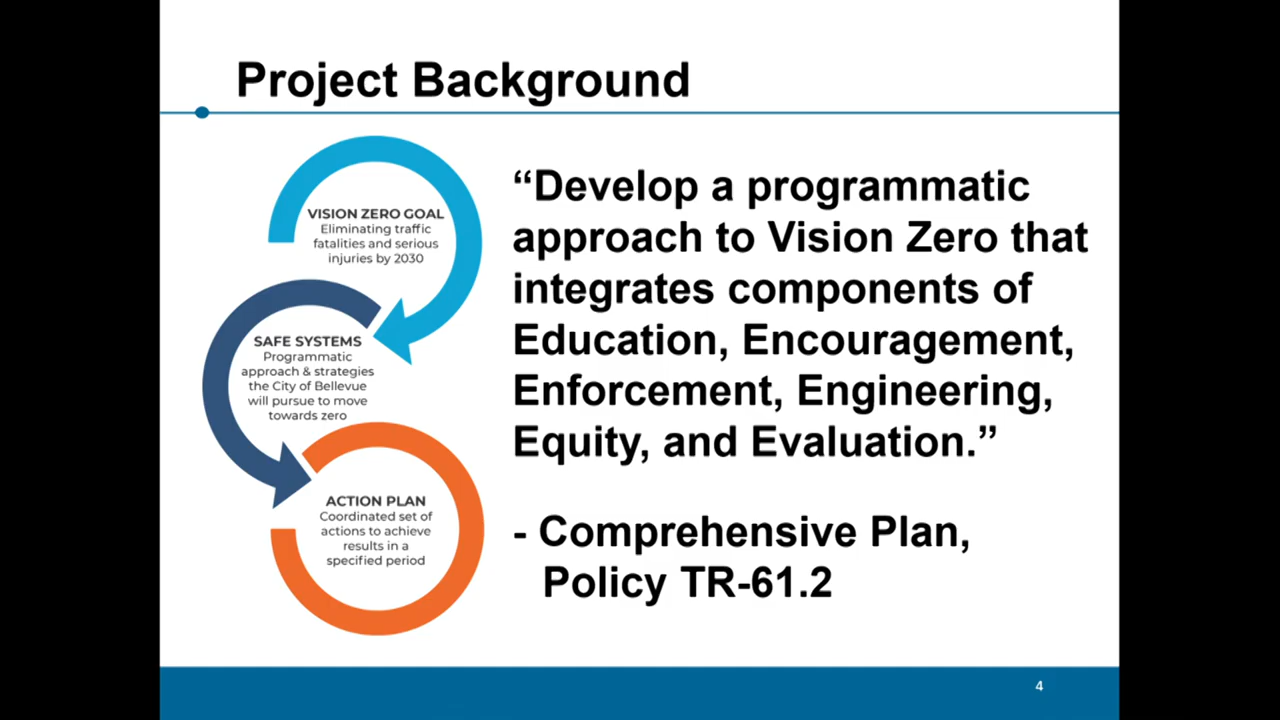 Project Background
VISION ZERO GOAL
Eliminating traffic
fatalities and serious
injuries by 2030
SAFE SYSTEMS
Programmatic
approach & strategies
the City of Bellevue
will pursue to move
towards zero
ACTION PLAN
Coordinated set of
actions to achieve
results in a
specified period
“Develop a programmatic
approach to Vision Zero that
integrates components of
Education, Encouragement,
Enforcement, Engineering,
Equity, and Evaluation.”
- Comprehensive Plan,
Policy TR-61.2
4